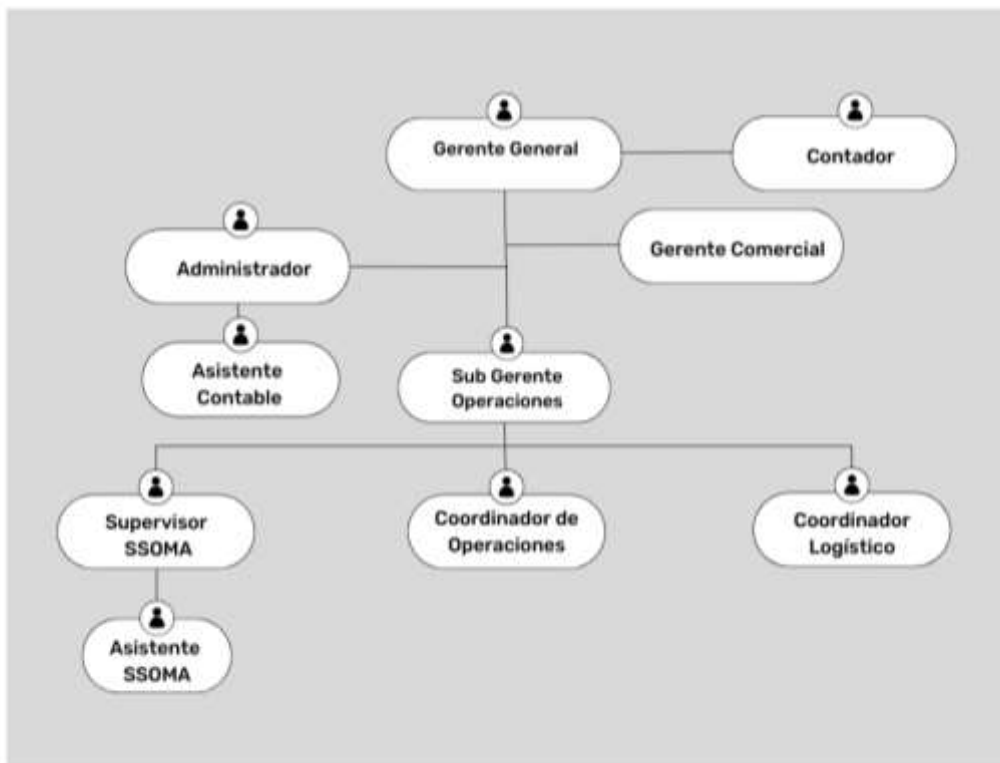 Gerente General
Contador
Gerente Comercial
Administrador
Asistente
Contable
Sub Gerente
Operaciones
Supervisor
SSOMA
Coordinador de
Operaciones
Coordinador
Logístico
Asistente
SSOMA